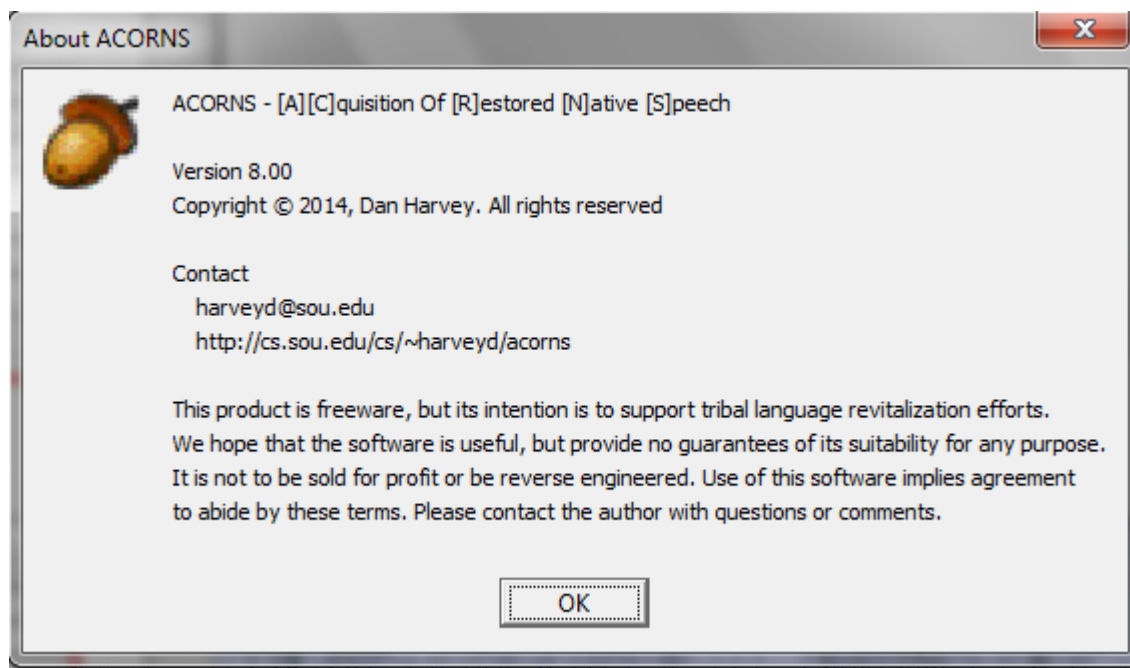 About ACORNS
ACORNS - [A][C]quisition Of [R]estored [N]ative [S]peech
Version 8.00
Copyright © 2014, Dan Harvey. All rights reserved
Contact
harveyd@sou.edu
http://cs.sou.edu/cs/~harveyd/acorns
This product is freeware, but its intention is to support tribal language revitalization efforts.
We hope that the software is useful, but provide no guarantees of its suitability for any purpose.
It is not to be sold for profit or be reverse engineered. Use of this software implies agreement
to abide by these terms. Please contact the author with questions or comments.
OK